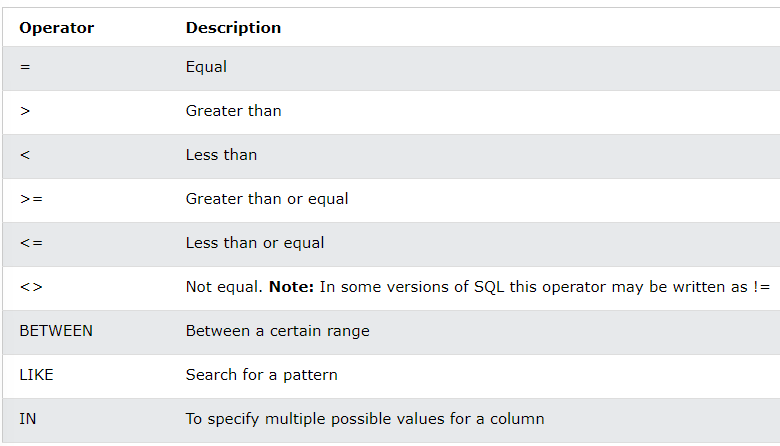 Operator Description
= Equal
> Greater than
< Less than
>= Greater than or equal
<= Less than or equal
<> Not equal. Note: In some versions of SQL this operator may be written as !=
BETWEEN Between a certain range
LIKE Search for a pattern
IN To specify multiple possible values for a column